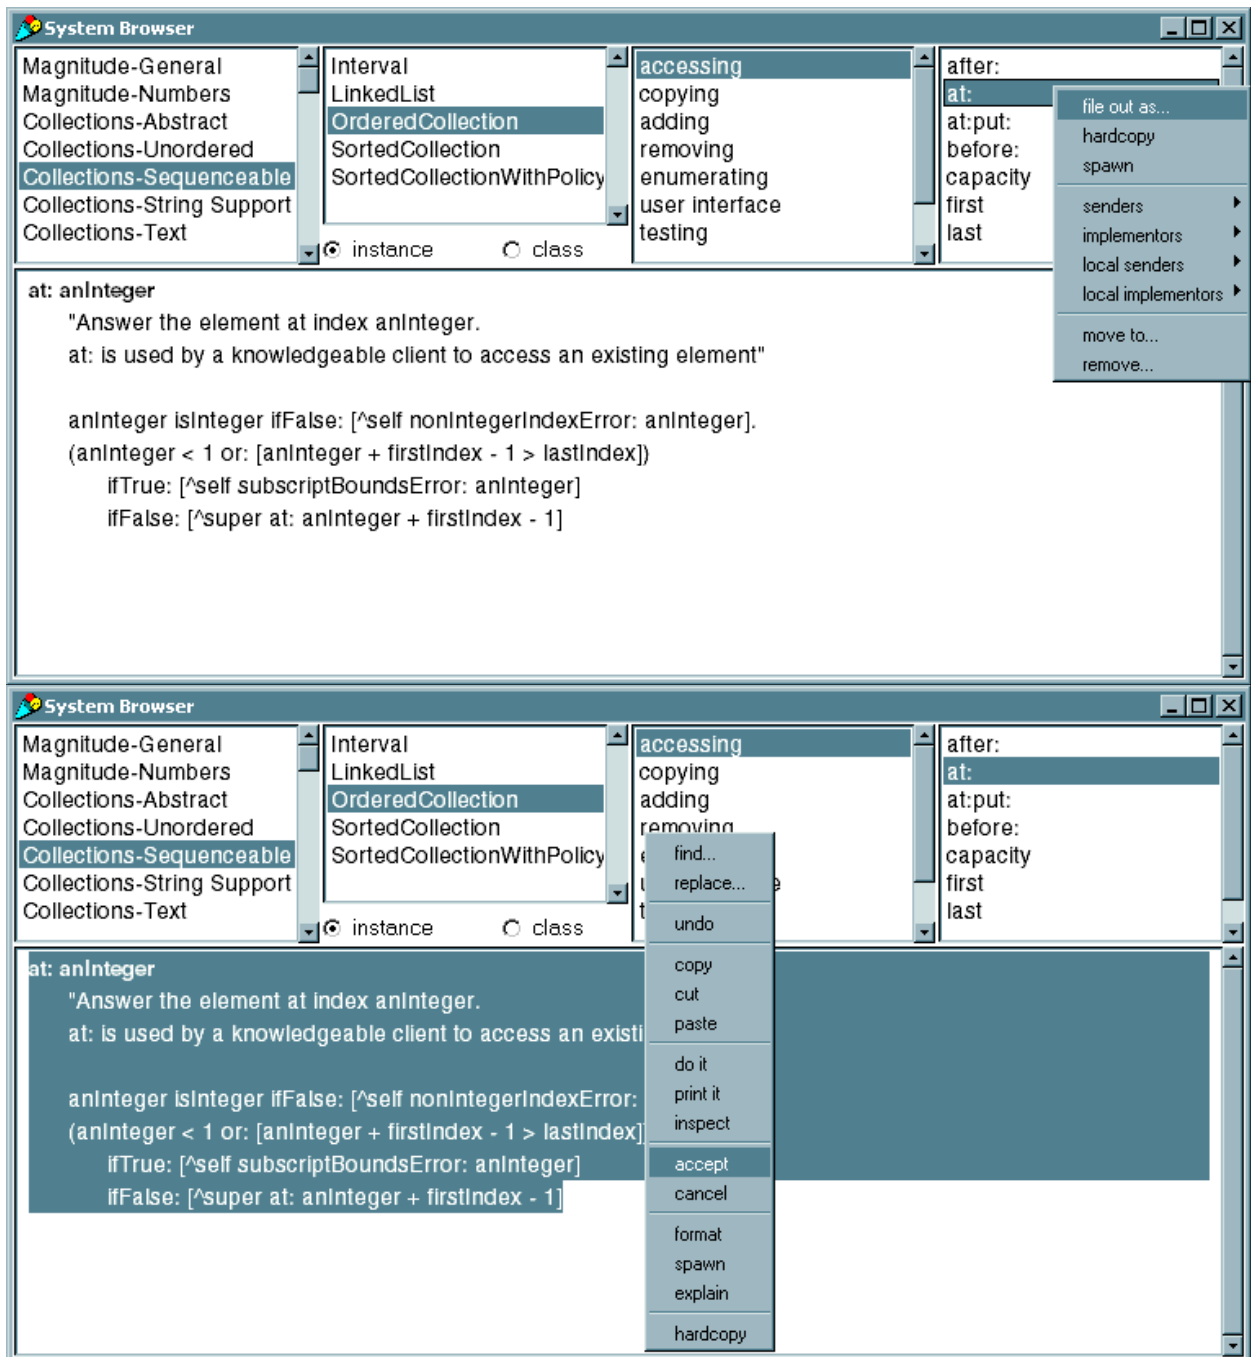 System Browser
Magnitude-General
Magnitude-Numbers
Collections-Abstract
Collections-Unordered
Collections-Sequenceable
Collections-String Support
Collections-Text
Interval
LinkedList
OrderedCollection
SortedCollection
SortedCollectionWithPolicy
instance class
accessing
copying
adding
removing
enumerating
user interface
testing
after:
at:
at:put:
before:
capacity
first
last
file out as...
hardcopy
spawn
senders
implementors
local senders
local implementors
move to...
remove...
at: anInteger
"Answer the element at index anInteger.
at: is used by a knowledgeable client to access an existing element"
anInteger isInteger ifFalse: [^self nonIntegerIndexError: anInteger].
(anInteger < 1 or: [anInteger + firstIndex - 1 > lastIndex])
ifTrue: [^self subscriptBoundsError: anInteger]
ifFalse: [^super at: anInteger + firstIndex - 1]
System Browser
Magnitude-General
Magnitude-Numbers
Collections-Abstract
Collections-Unordered
Collections-Sequenceable
Collections-String Support
Collections-Text
Interval
LinkedList
OrderedCollection
SortedCollection
SortedCollectionWithPolicy
instance class
accessing
copying
adding
removing
after:
at:
at:put:
before:
capacity
first
last
find...
replace...
undo
copy
cut
paste
do it
print it
inspect
accept
cancel
format
spawn
explain
hardcopy
at: anInteger
"Answer the element at index anInteger.
at: is used by a knowledgeable client to access an existi
anInteger isInteger ifFalse: [^self nonIntegerIndexError:
(anInteger < 1 or: [anInteger + firstIndex - 1 > lastIndex]
ifTrue: [^self subscriptBoundsError: anInteger]
ifFalse: [^super at: anInteger + firstIndex - 1]